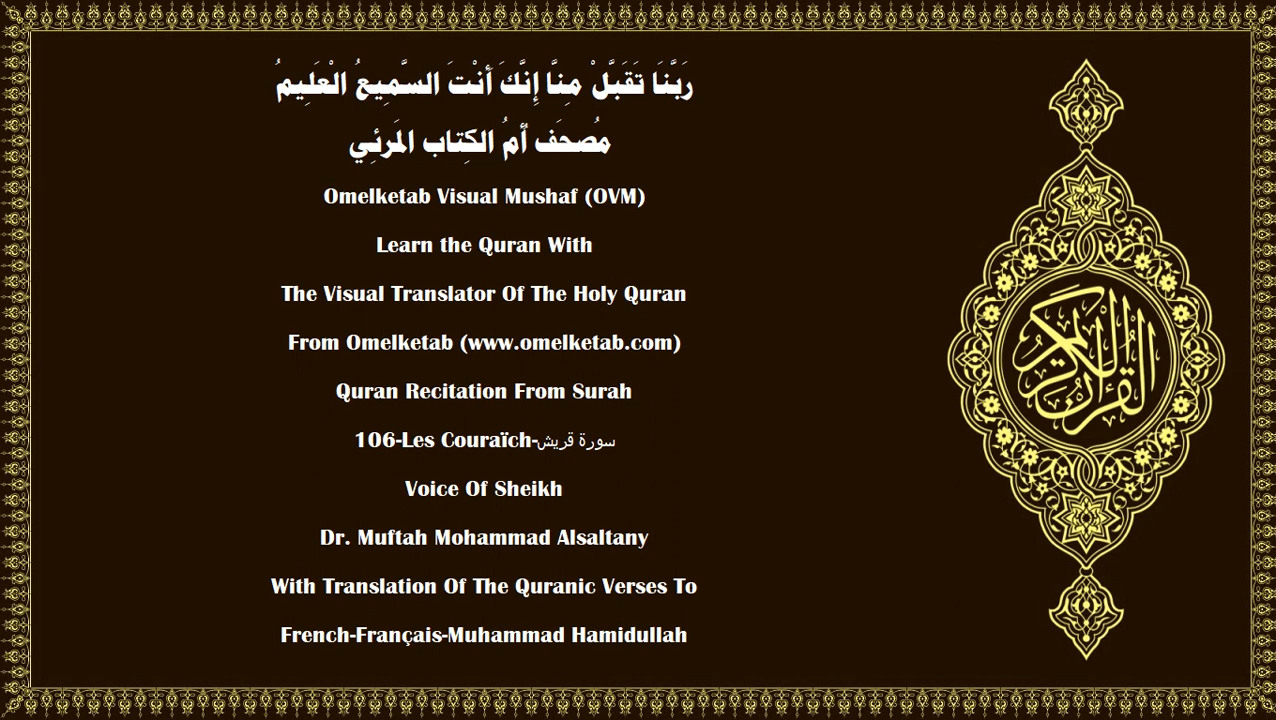 رَبَّنَا تَقَبَّلْ مِنَّا إِنَّكَ أَنْتَ السَّمِيعُ الْعَلِيمُ
مُصحَف أمُ الكِتاب المَرئِي
Omelketab Visual Mushaf (OVM)
Learn the Quran With
The Visual Translator Of The Holy Quran
From Omelketab (www.omelketab.com)
Quran Recitation From Surah
106-Les Couraïch-سورة قريش
Voice Of Sheikh
Dr. Muftah Mohammad Alsaltany
With Translation Of The Quranic Verses To
French-Français-Muhammad Hamidullah
القرآن الكريم